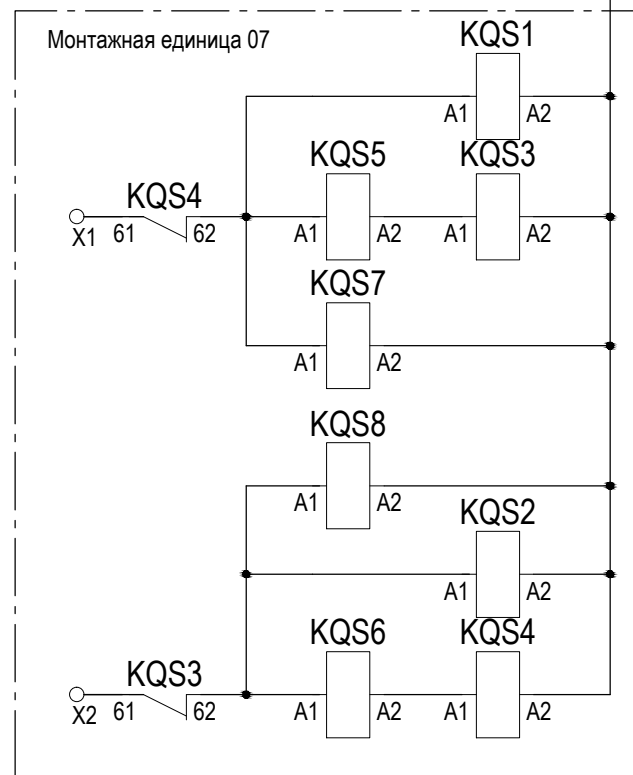 Монтажная единица 07
KQS1
A1 A2
KQS5 KQS3
KQS4
X1 61 62 A1 A2 A1 A2
KQS7
A1 A2
KQS8
A1 A2
KQS2
A1 A2
KQS6 KQS4
KQS3
X2 61 62 A1 A2 A1 A2